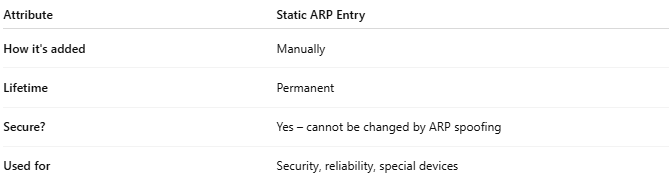 Attribute Static ARP Entry
How it's added Manually
Lifetime Permanent
Secure? Yes – cannot be changed by ARP spoofing
Used for Security, reliability, special devices